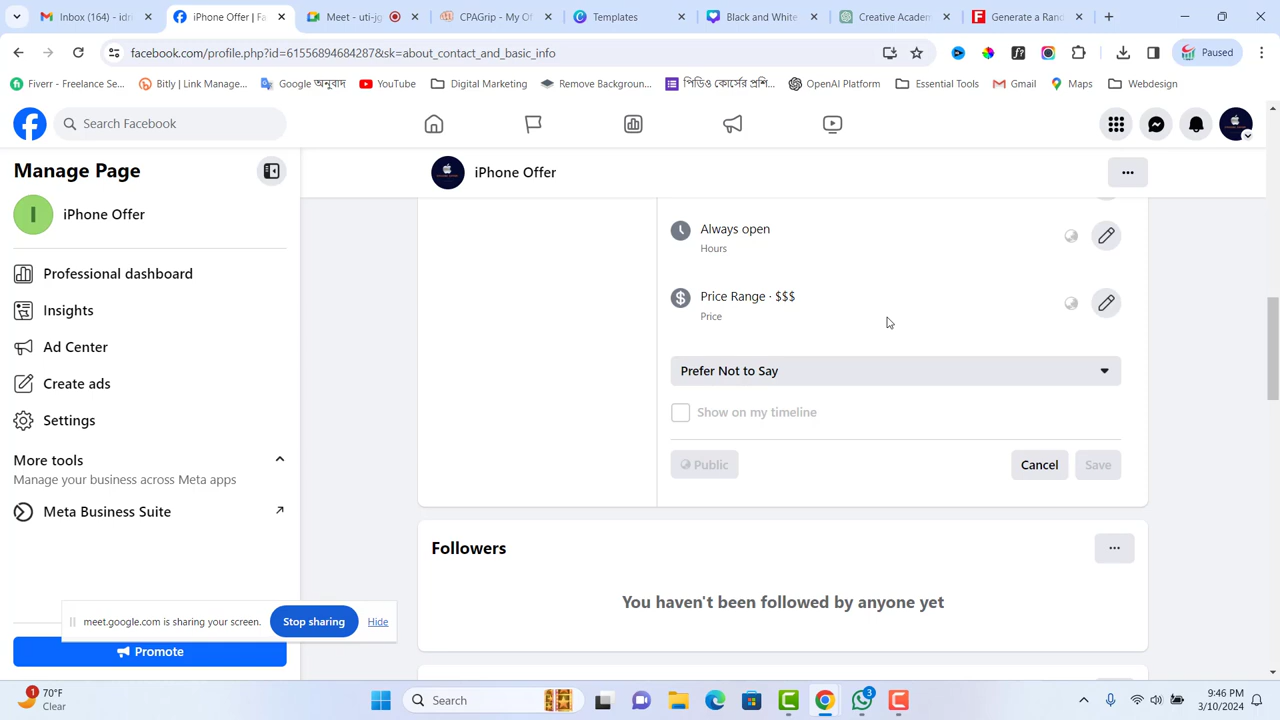 Inbox (164) - idm
iPhone Offer | Fa
Meet - uti-jg
CPAGrip - My Of
Templates
Black and White
Creative Academ
Generate a Rand
facebook.com/profile.php?id=61556894684287&sk=about_contact_and_basic_info
Paused
Fiverr - Freelance Se...
Bitly | Link Manage...
Google অনুবাদ
YouTube
Digital Marketing
Remove Backgroun...
পিডিও কোর্সের প্রশি...
OpenAI Platform
Essential Tools
Gmail
Maps
Webdesign
Search Facebook
Manage Page
iPhone Offer
I
iPhone Offer
Professional dashboard
Insights
Ad Center
Create ads
Settings
More tools
Manage your business across Meta apps
Meta Business Suite
Always open
Hours
Price Range · $$$
Price
Prefer Not to Say
Show on my timeline
Public
Cancel
Save
Followers
You haven't been followed by anyone yet
meet.google.com is sharing your screen.
Stop sharing
Hide
Promote
1
70°F
Clear
Search
3
9:46 PM
3/10/2024